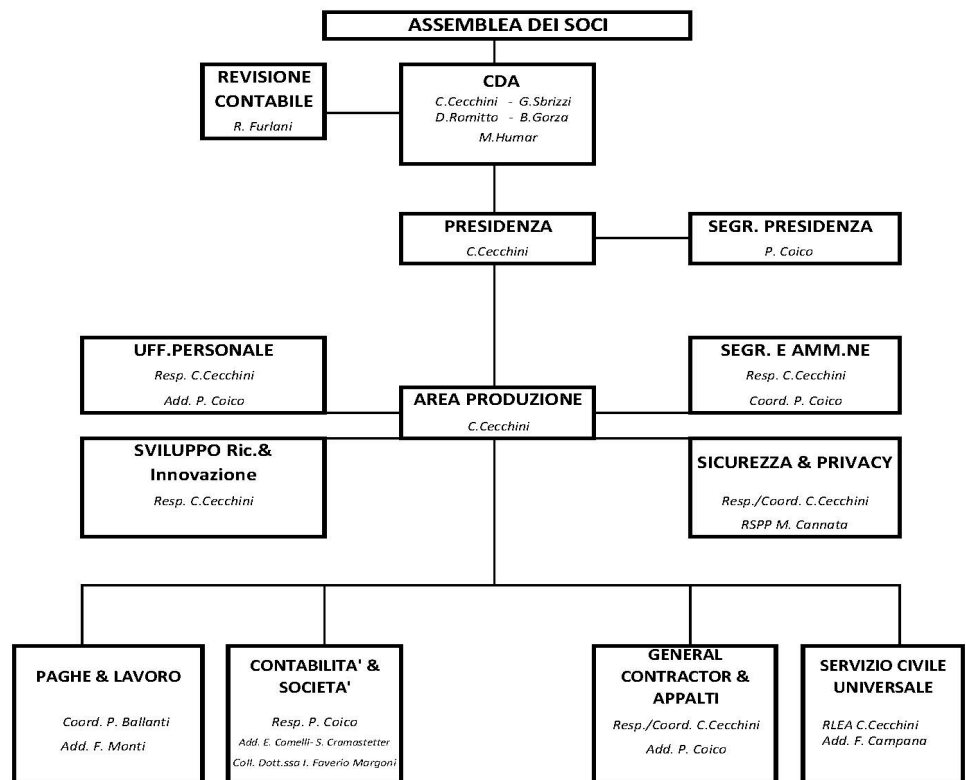 ASSEMBLEA DEI SOCI
REVISIONE
CONTABILE
R. Furlani
CDA
C.Cecchini - G.Sbrizzi
D.Romitto - B.Gorza
M.Humar
PRESIDENZA
C.Cecchini
SEGR. PRESIDENZA
P. Coico
UFF.PERSONALE
Resp. C.Cecchini
Add. P. Coico
SEGR. E AMM.NE
Resp. C.Cecchini
Coord. P. Coico
AREA PRODUZIONE
C.Cecchini
SVILUPPO Ric.&
Innovazione
Resp. C.Cecchini
SICUREZZA & PRIVACY
Resp./Coord. C.Cecchini
RSPP M. Cannata
PAGHE & LAVORO
Coord. P. Ballanti
Add. F. Monti
CONTABILITA' &
SOCIETA'
Resp. P. Coico
Add. E. Comelli- S. Cramastetter
Coll. Dott.ssa I. Faverio Margoni
GENERAL
CONTRACTOR &
APPALTI
Resp./Coord. C.Cecchini
Add. P. Coico
SERVIZIO CIVILE
UNIVERSALE
RLEA C.Cecchini
Add. F. Campana